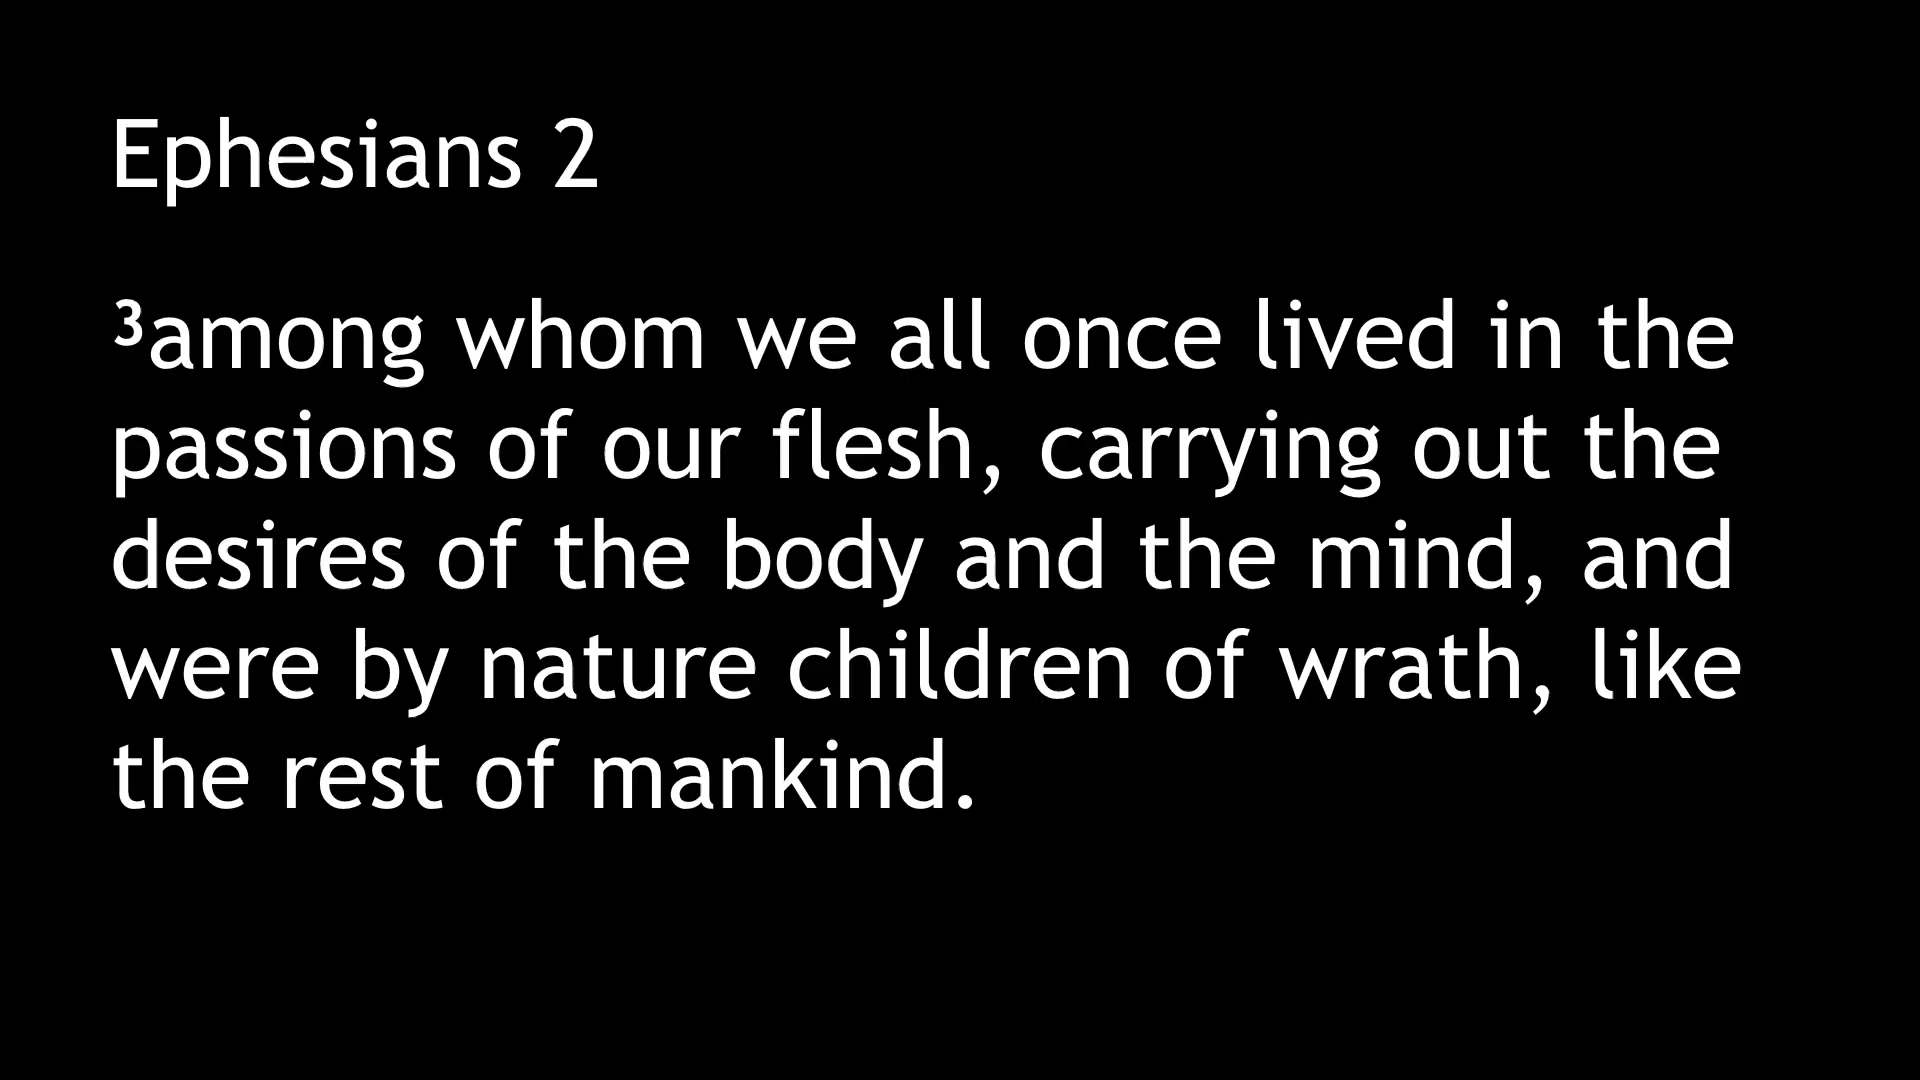 Ephesians 2
³among whom we all once lived in the
passions of our flesh, carrying out the
desires of the body and the mind, and
were by nature children of wrath, like
the rest of mankind.